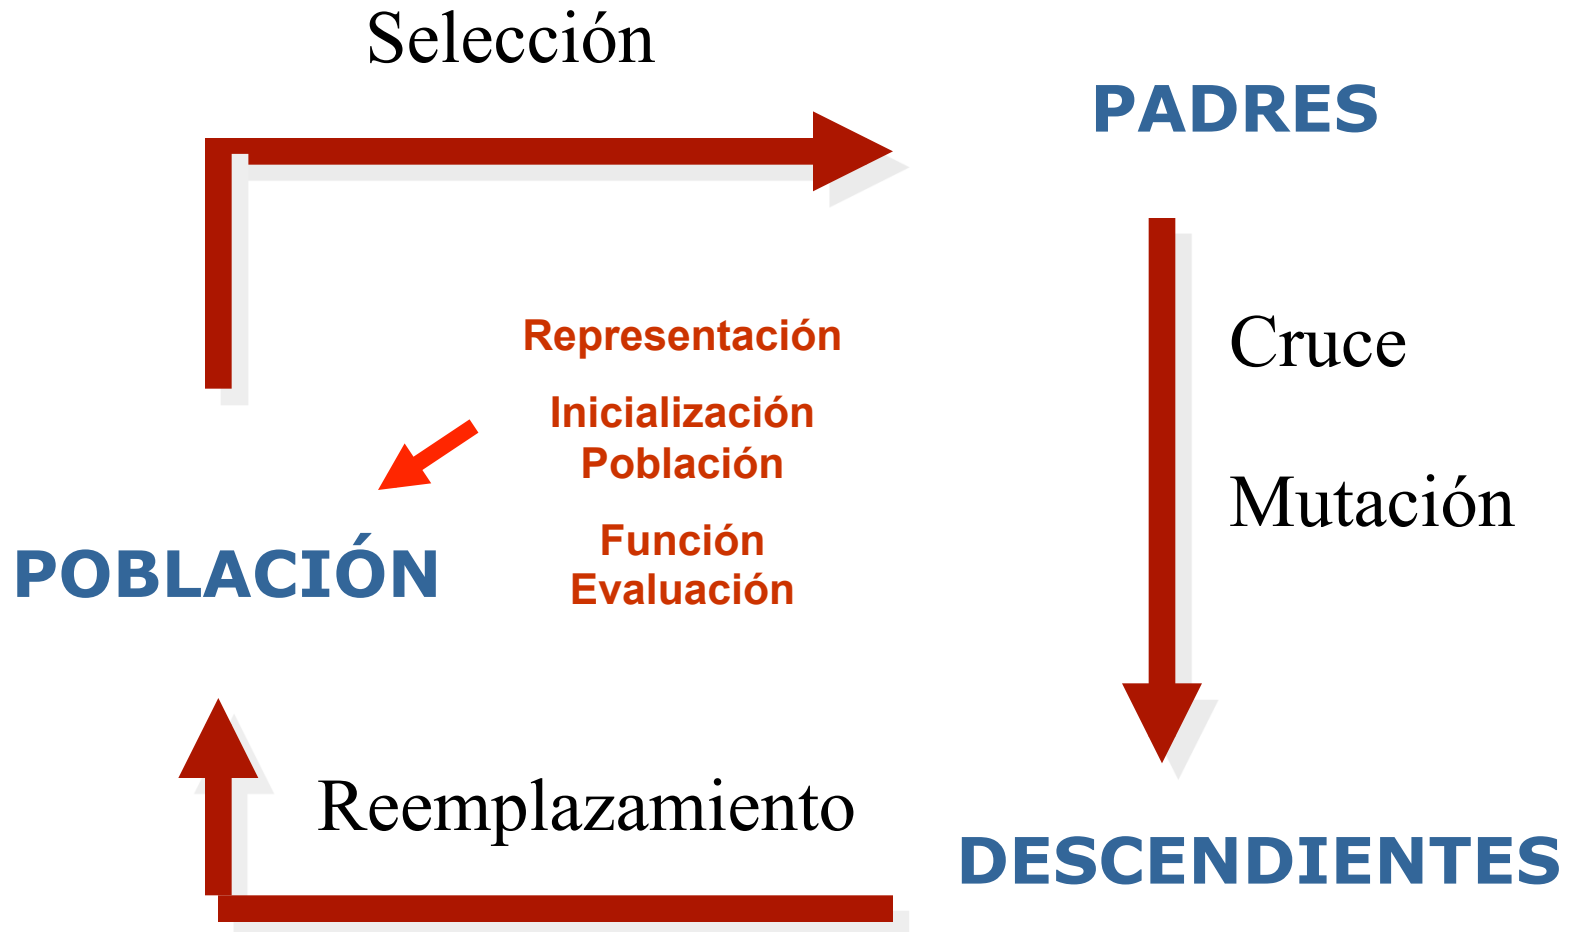 Selección
PADRES
Representación
Cruce
Inicialización
Población
Mutación
Función
POBLACIÓN
Evaluación
Reemplazamiento
DESCENDIENTES